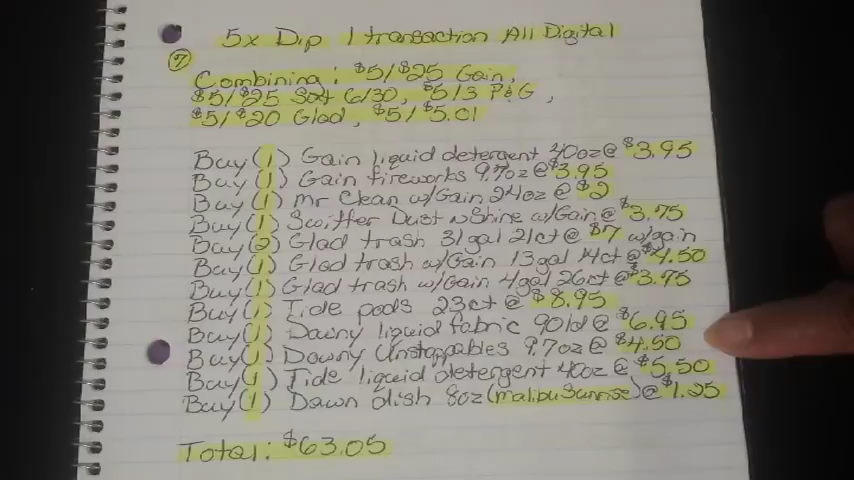 5x Dip 1 transaction All Digital
⑦
Combining: $5/$25 Gain,
$5/$25 Sat 6/30, $5/3 P&G,
$5/$20 Glad, $5/$5.01
Buy (1) Gain liquid detergent 40oz @ $3.95
Buy (1) Gain fireworks 9.7oz @ $3.95
Buy (1) Mr Clean w/Gain 24oz @ $2
Buy (1) Swiffer Dust n Shine w/Gain @ $3.75
Buy (2) Glad trash 31gal 21ct @ $7 w/gain
Buy (1) Glad trash w/Gain 13gal 14ct @ $4.50
Buy (1) Glad trash w/Gain 4gal 26ct @ $3.75
Buy (1) Tide pods 23ct @ $8.95
Buy (1) Downy liquid fabric 90ld @ $6.95
Buy (1) Downy Unstoppables 9.7oz @ $4.50
Buy (1) Tide liquid detergent 40oz @ $5.50
Buy (1) Dawn dish 8oz (malibu Sunrise) @ $1.25
Total: $63.05